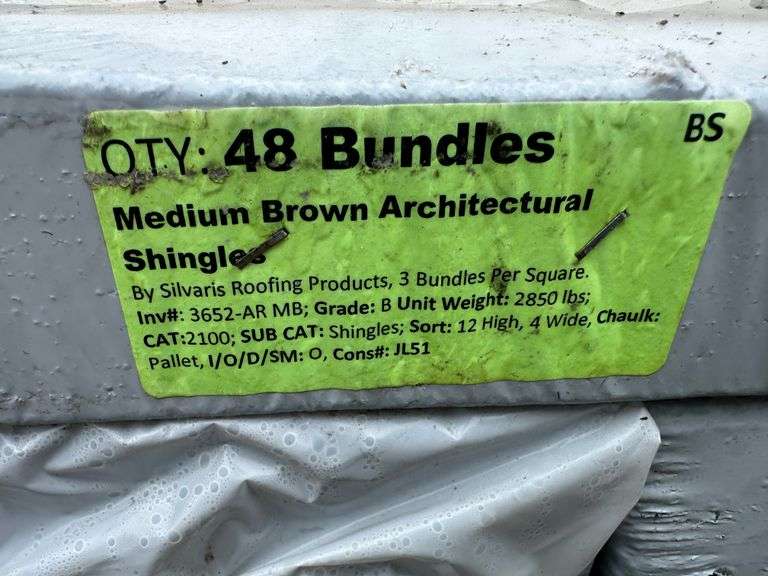 BS
QTY: 48 Bundles
Medium Brown Architectural
Shingles
By Silvaris Roofing Products, 3 Bundles Per Square.
Inv#: 3652-AR MB; Grade: B Unit Weight: 2850 lbs;
CAT:2100; SUB CAT: Shingles; Sort: 12 High, 4 Wide, Chaulk:
Pallet, I/O/D/SM: O, Cons#: JL51